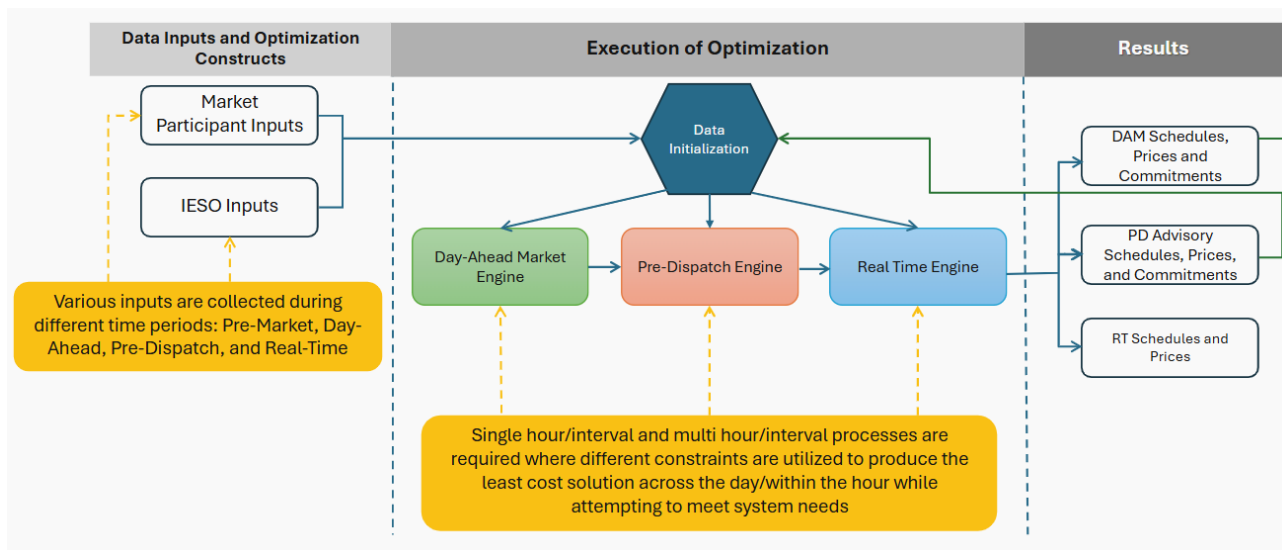 Data Inputs and Optimization
Constructs
Execution of Optimization
Results
Market
Participant Inputs
IESO Inputs
Various inputs are collected during
different time periods: Pre-Market, Day-
Ahead, Pre-Dispatch, and Real-Time
Data
Initialization
Day-Ahead Market
Engine
Pre-Dispatch Engine
Real Time Engine
Single hour/interval and multi hour/interval processes are
required where different constraints are utilized to produce the
least cost solution across the day/within the hour while
attempting to meet system needs
DAM Schedules,
Prices and
Commitments
PD Advisory
Schedules, Prices,
and Commitments
RT Schedules and
Prices